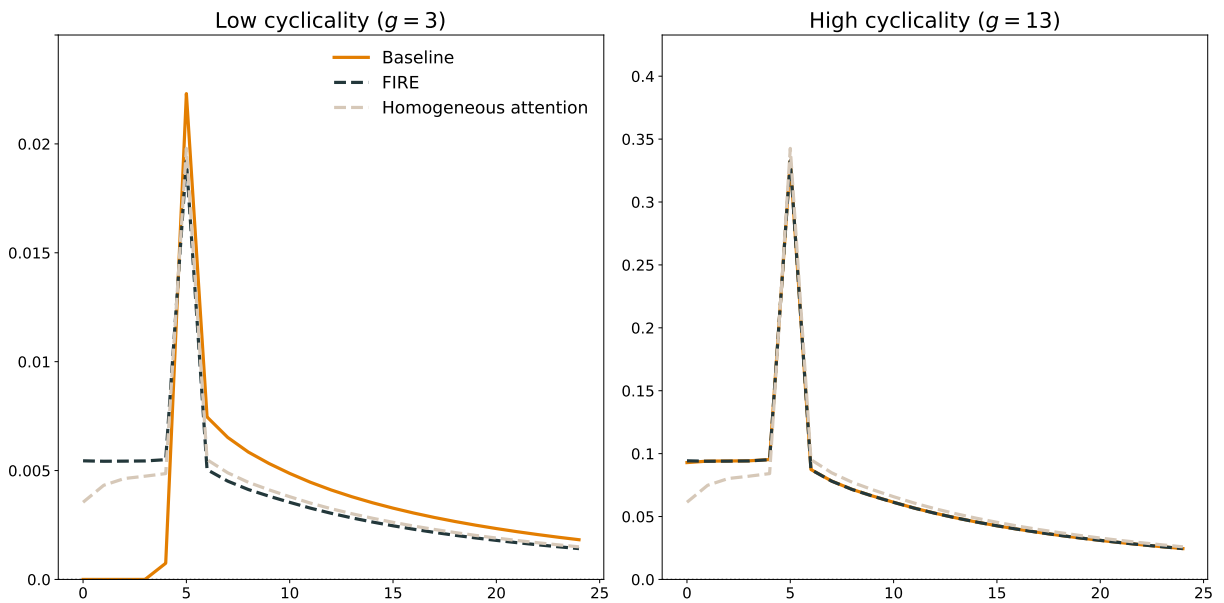 Low cyclicality (g = 3)
Baseline
FIRE
Homogeneous attention
0.02
0.015
0.01
0.005
0.0
0 5 10 15 20 25
High cyclicality (g = 13)
0.4
0.35
0.3
0.25
0.2
0.15
0.1
0.05
0.0
0 5 10 15 20 25